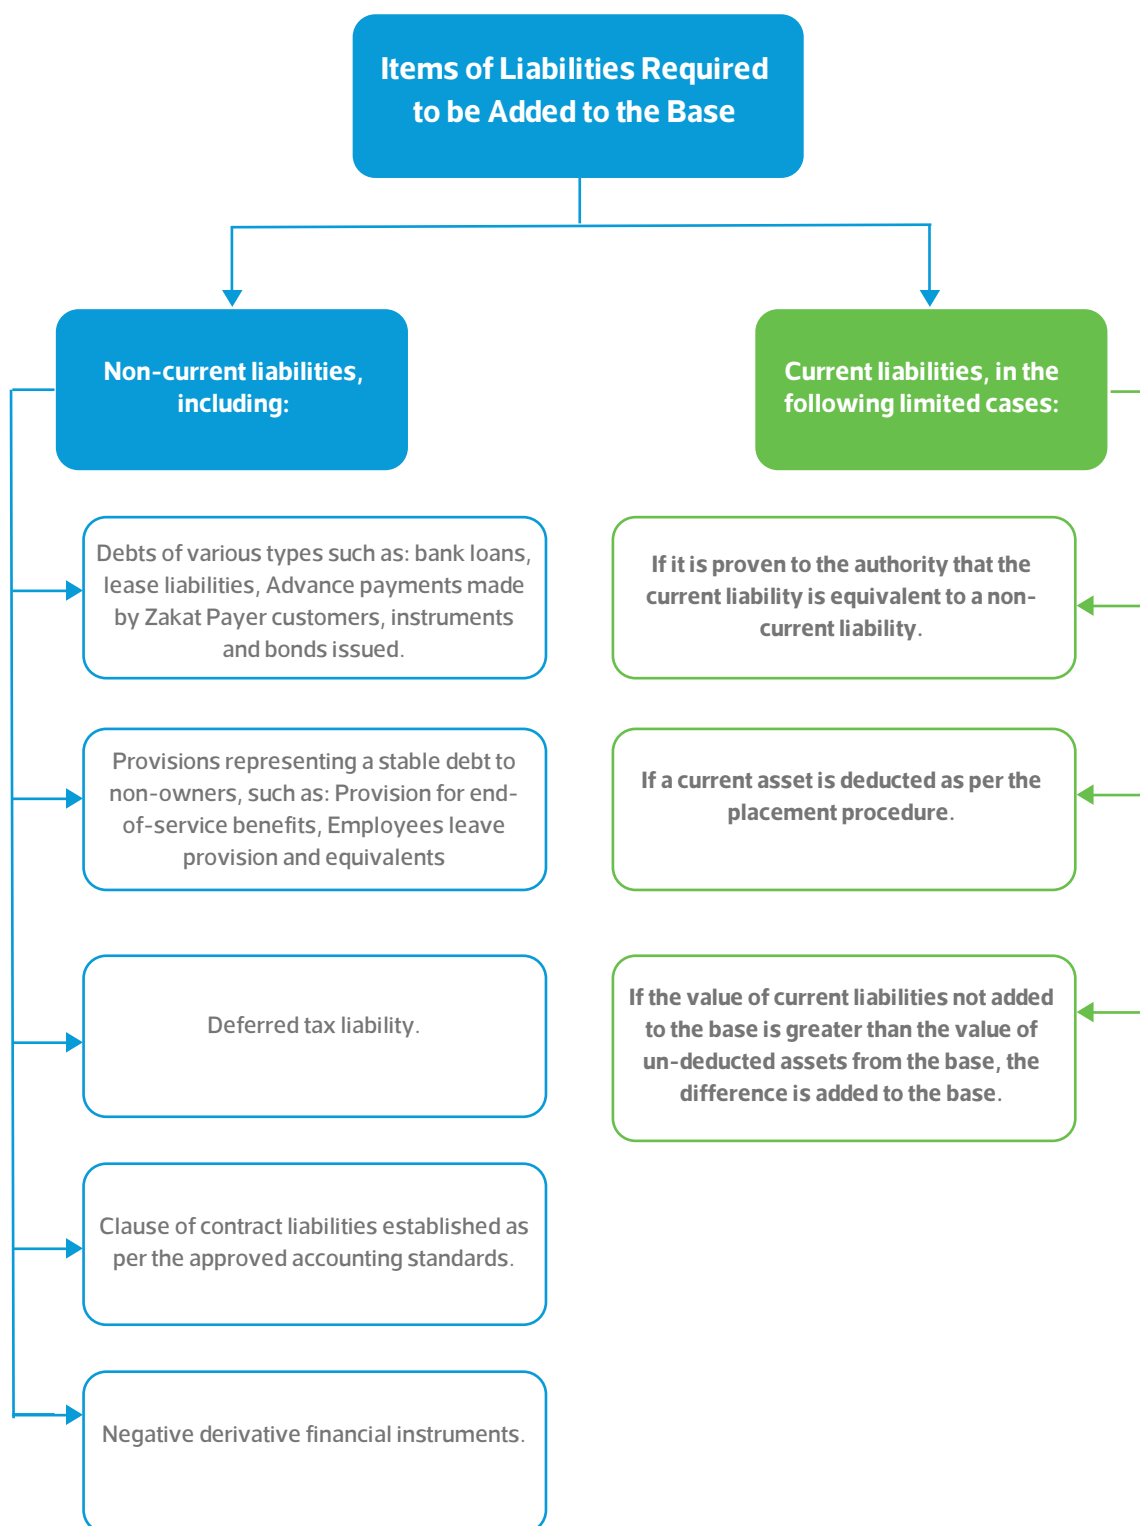 Items of Liabilities Required
to be Added to the Base
Non-current liabilities,
including:
Debts of various types such as: bank loans,
lease liabilities, Advance payments made
by Zakat Payer customers, instruments
and bonds issued.
Provisions representing a stable debt to
non-owners, such as: Provision for end-
of-service benefits, Employees leave
provision and equivalents
Deferred tax liability.
Clause of contract liabilities established as
per the approved accounting standards.
Negative derivative financial instruments.
Current liabilities, in the
following limited cases:
If it is proven to the authority that the
current liability is equivalent to a non-
current liability.
If a current asset is deducted as per the
placement procedure.
If the value of current liabilities not added
to the base is greater than the value of
un-deducted assets from the base, the
difference is added to the base.